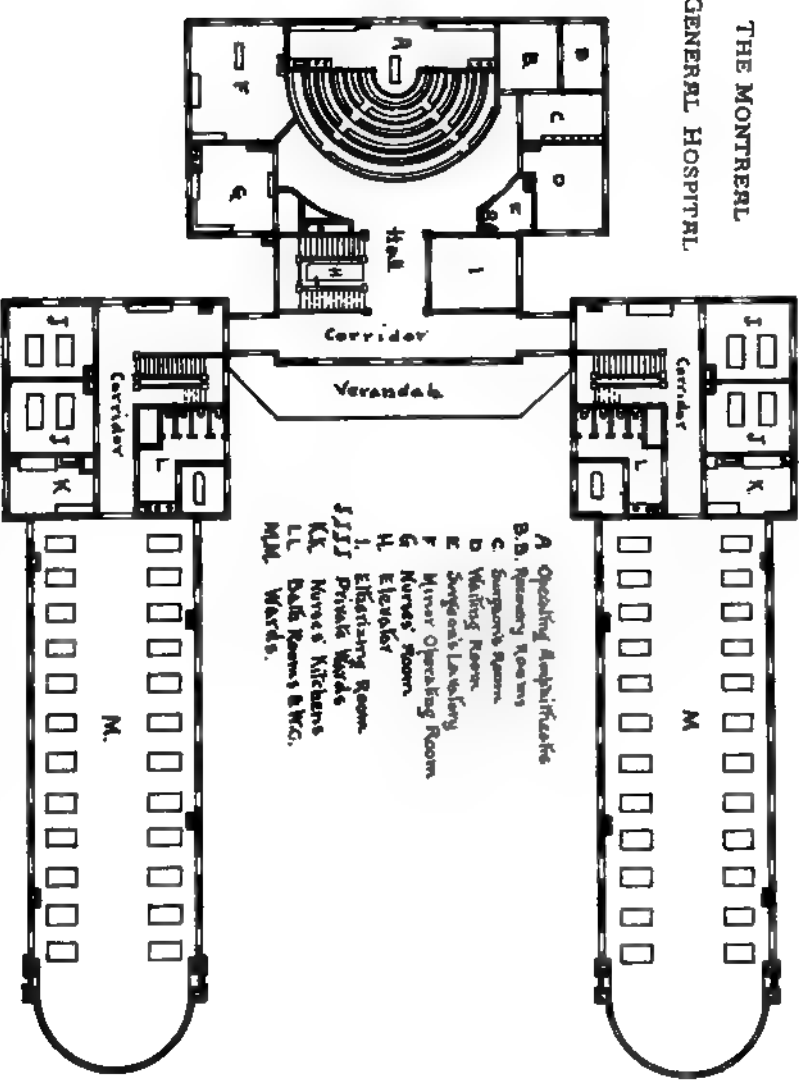 THE MONTREAL
GENERAL HOSPITAL
A
B
B
C
D
E
F
G
Hall
H
I
Corridor
Verandah
J
J
K
L
Corridor
J
J
K
L
Corridor
A Operating Amphitheatre
B.B. Recovery Rooms
C Surgeon's Room
D Waiting Room
E Surgeon's Lavatory
F Minor Operating Room
G Nurses' Room
H. Elevator
I. Etherizing Room
JJJJ Private Wards
KK Nurses' Kitchens
LL Bath Rooms & W.C.
M.M. Wards.
M.
M